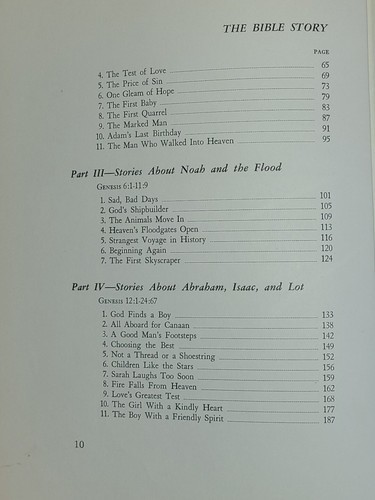 THE BIBLE STORY
PAGE
4. The Test of Love 65
5. The Price of Sin 69
6. One Gleam of Hope 73
7. The First Baby 79
8. The First Quarrel 83
9. The Marked Man 87
10. Adam's Last Birthday 91
11. The Man Who Walked Into Heaven 95
Part III—Stories About Noah and the Flood
GENESIS 6:1-11:9
1. Sad, Bad Days 101
2. God's Shipbuilder 105
3. The Animals Move In 109
4. Heaven's Floodgates Open 113
5. Strangest Voyage in History 116
6. Beginning Again 120
7. The First Skyscraper 124
Part IV—Stories About Abraham, Isaac, and Lot
GENESIS 12:1-24:67
1. God Finds a Boy 133
2. All Aboard for Canaan 138
3. A Good Man's Footsteps 142
4. Choosing the Best 149
5. Not a Thread or a Shoestring 152
6. Children Like the Stars 156
7. Sarah Laughs Too Soon 159
8. Fire Falls From Heaven 162
9. Love's Greatest Test 168
10. The Girl With a Kindly Heart 177
11. The Boy With a Friendly Spirit 187
10